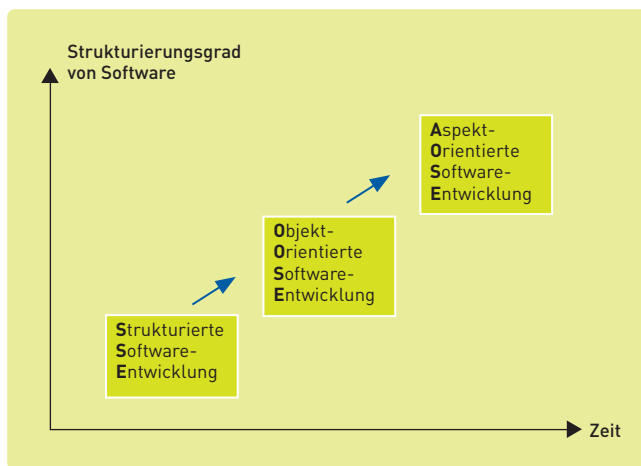 Strukturierungsgrad
von Software
Aspekt-
Orientierte
Software-
Entwicklung
Objekt-
Orientierte
Software-
Entwicklung
Strukturierte
Software-
Entwicklung
Zeit